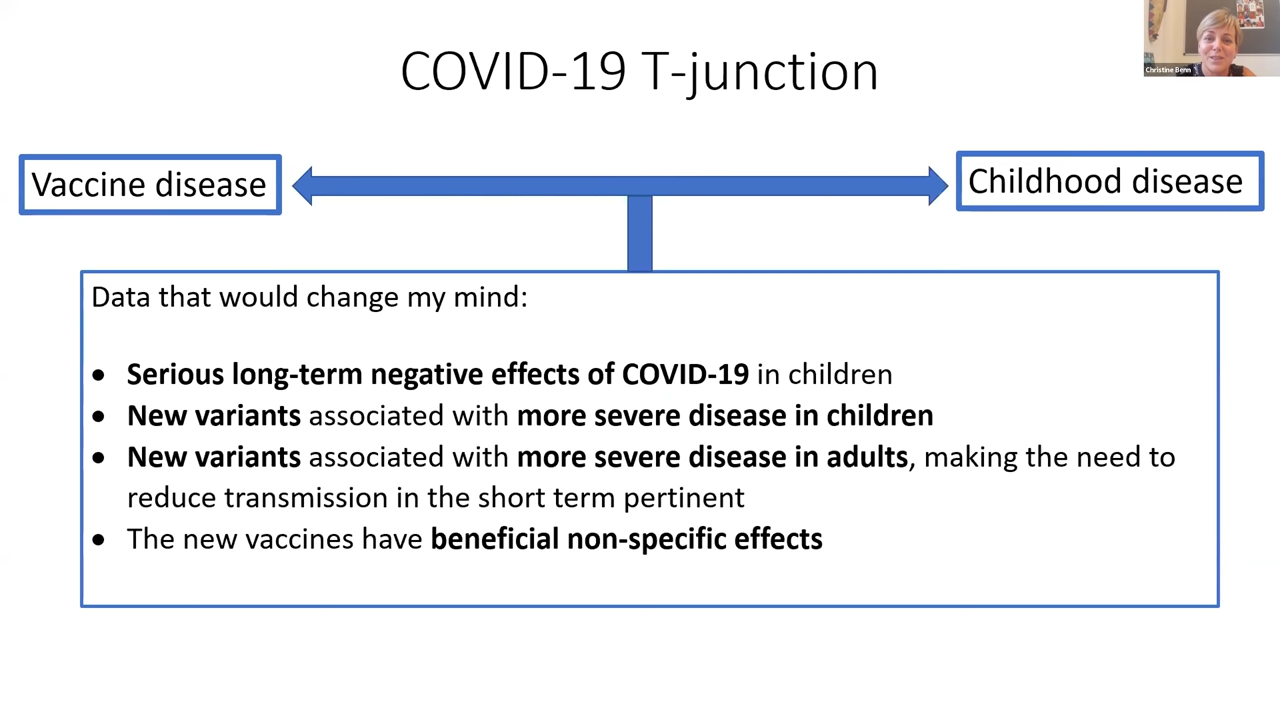 COVID-19 T-junction
Christine Benn
Vaccine disease
Childhood disease
Data that would change my mind:
• Serious long-term negative effects of COVID-19 in children
• New variants associated with more severe disease in children
• New variants associated with more severe disease in adults, making the need to
reduce transmission in the short term pertinent
• The new vaccines have beneficial non-specific effects